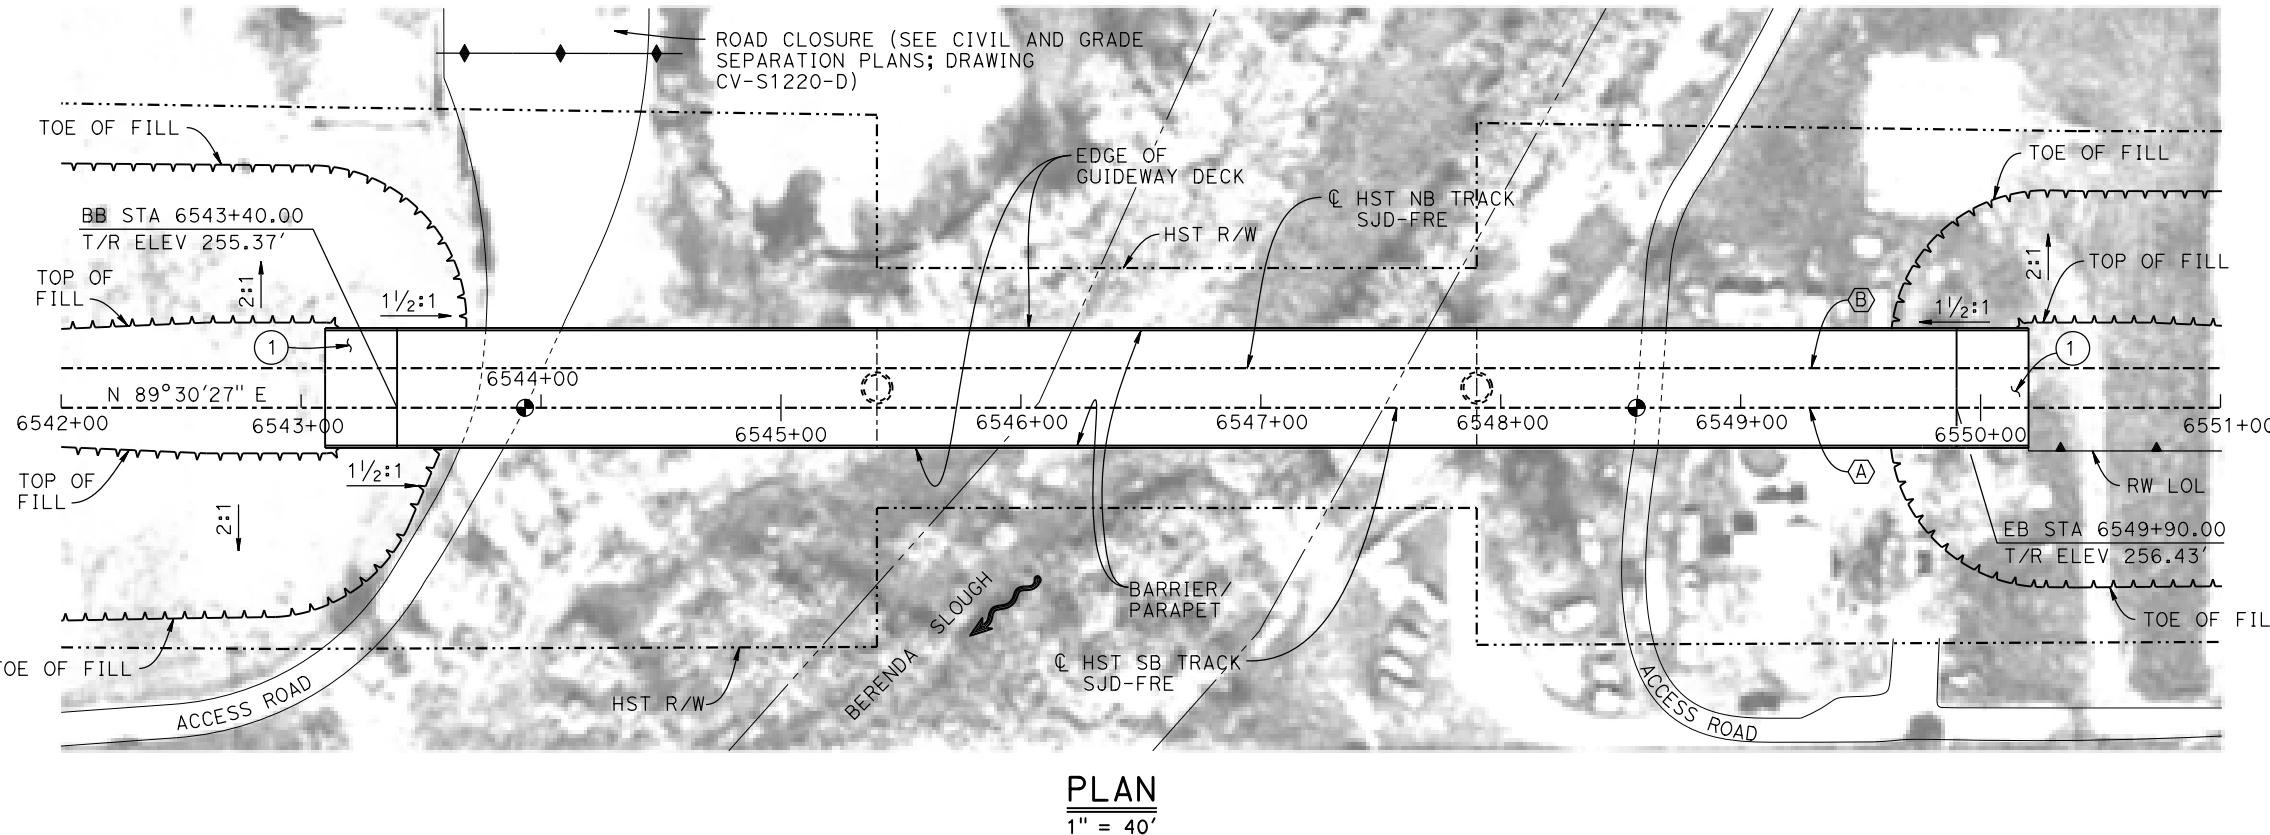 ROAD CLOSURE (SEE CIVIL AND GRADE
SEPARATION PLANS; DRAWING
CV-S1220-D)
TOE OF FILL
EDGE OF
GUIDEWAY DECK
TOE OF FILL
BB STA 6543+40.00
T/R ELEV 255.37'
℄ HST NB TRACK
SJD-FRE
HST R/W
TOP OF
FILL
2:1
1½:1
2:1
TOP OF FILL
B
1½:1
1
1
N 89°30'27" E
6544+00
6542+00
6543+00
6545+00
6546+00
6547+00
6548+00
6549+00
6550+00
6551+00
1½:1
A
TOP OF
FILL
RW LOL
2:1
EB STA 6549+90.00
T/R ELEV 256.43'
BERENDA SLOUGH
BARRIER/
PARAPET
TOE OF FIL
TOE OF FILL
℄ HST SB TRACK
SJD-FRE
HST R/W
ACCESS ROAD
ACCESS ROAD
PLAN
1" = 40'